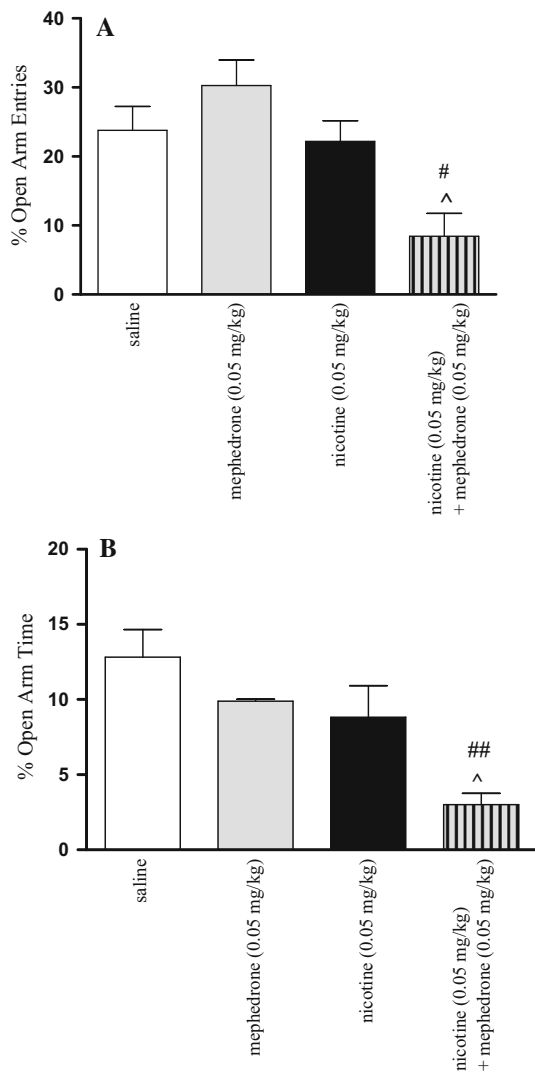 A
% Open Arm Entries
40
30
20
10
0
#
^
saline
mephedrone (0.05 mg/kg)
nicotine (0.05 mg/kg)
nicotine (0.05 mg/kg)
+ mephedrone (0.05 mg/kg)
B
% Open Arm Time
20
15
10
5
0
##
^
saline
mephedrone (0.05 mg/kg)
nicotine (0.05 mg/kg)
nicotine (0.05 mg/kg)
+ mephedrone (0.05 mg/kg)